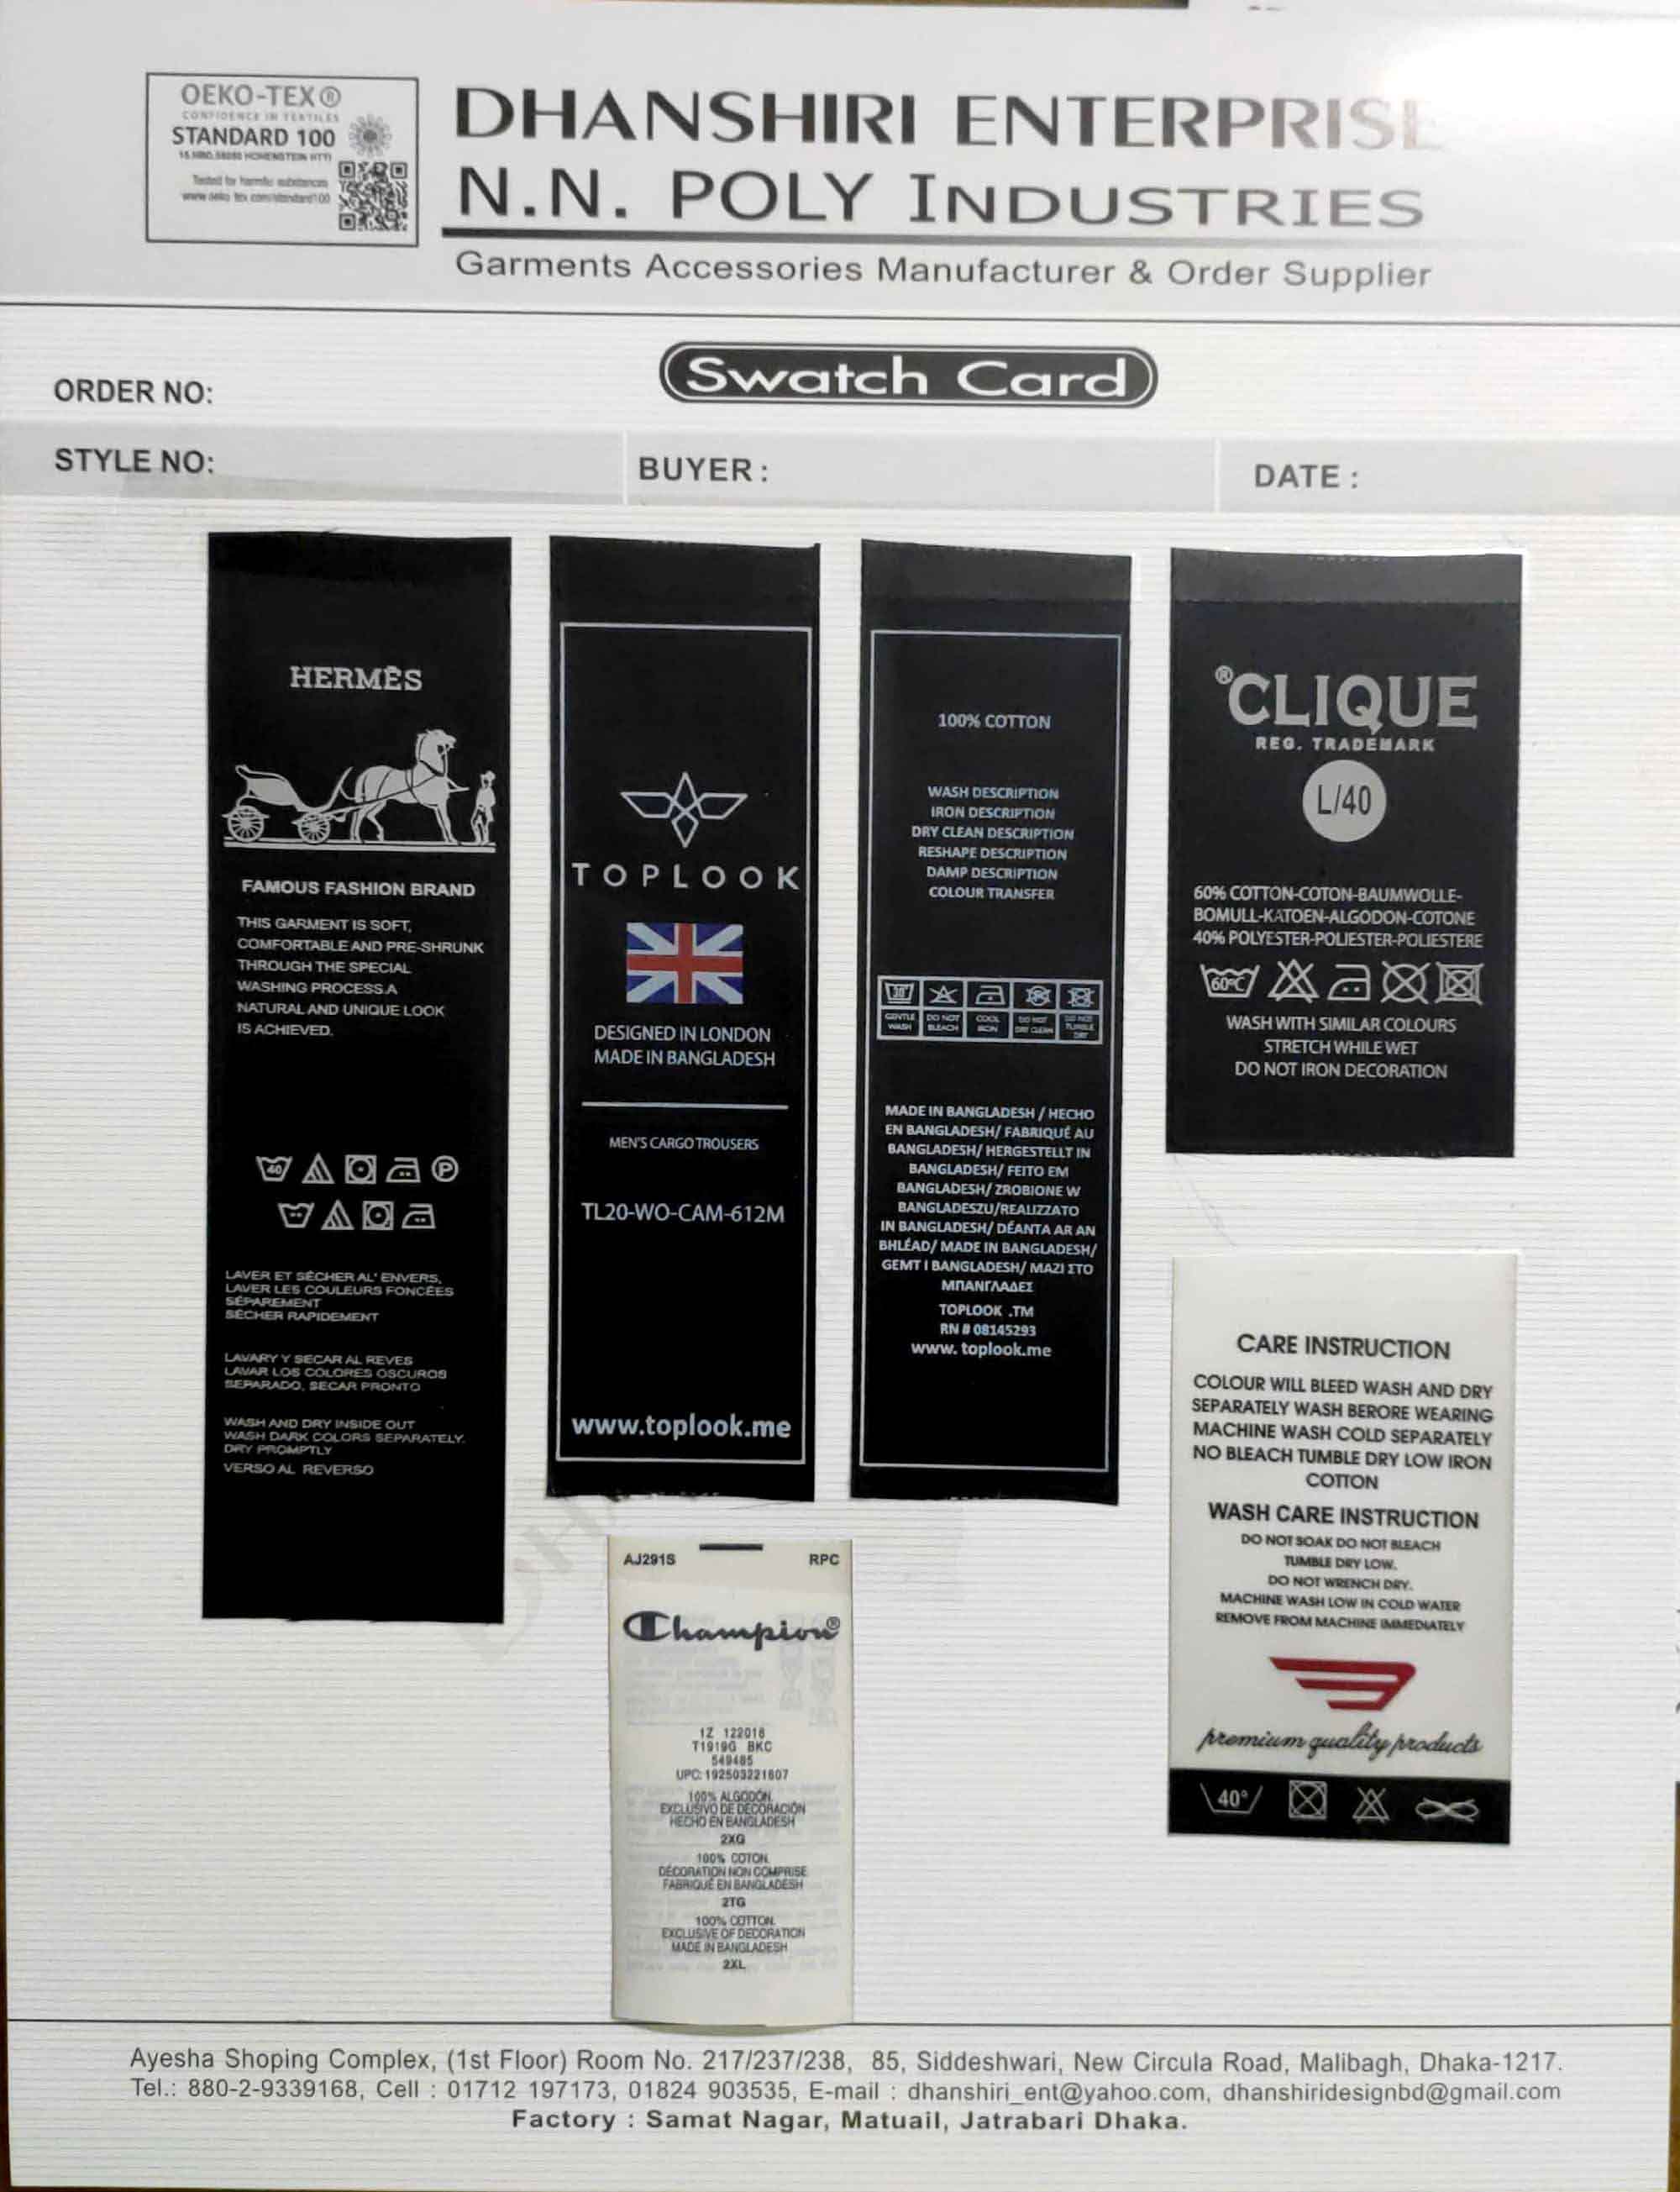 OEKO-TEX®
CONFIDENCE IN TEXTILES
STANDARD 100
HOHENSTEIN HTTI
Tested for harmful substances
www.oeko-tex.com/standard100
DHANSHIRI ENTERPRISE
N.N. POLY INDUSTRIES
Garments Accessories Manufacturer & Order Supplier
Swatch Card
ORDER NO:
STYLE NO:
BUYER :
DATE :
HERMÈS
FAMOUS FASHION BRAND
THIS GARMENT IS SOFT,
COMFORTABLE AND PRE-SHRUNK
THROUGH THE SPECIAL
WASHING PROCESS.A
NATURAL AND UNIQUE LOOK
IS ACHIEVED.
40
P
LAVER ET SÉCHER AL' ENVERS,
LAVER LES COULEURS FONCÉES
SÉPAREMENT
SÉCHER RAPIDEMENT
LAVARY Y SECAR AL REVES
LAVAR LOS COLORES OSCUROS
SEPARADO, SECAR PRONTO
WASH AND DRY INSIDE OUT
WASH DARK COLORS SEPARATELY.
DRY PROMPTLY
VERSO AL REVERSO
TOPLOOK
DESIGNED IN LONDON
MADE IN BANGLADESH
MEN'S CARGO TROUSERS
TL20-WO-CAM-612M
www.toplook.me
100% COTTON
WASH DESCRIPTION
IRON DESCRIPTION
DRY CLEAN DESCRIPTION
RESHAPE DESCRIPTION
DAMP DESCRIPTION
COLOUR TRANSFER
30°
GENTLE WASH
DO NOT BLEACH
COOL IRON
DO NOT DRY CLEAN
DO NOT TUMBLE DRY
MADE IN BANGLADESH / HECHO
EN BANGLADESH/ FABRIQUÉ AU
BANGLADESH/ HERGESTELLT IN
BANGLADESH/ FEITO EM
BANGLADESH/ ZROBIONE W
BANGLADESZU/REALIZZATO
IN BANGLADESH/ DÉANTA AR AN
BHLÉAD/ MADE IN BANGLADESH/
GEMT I BANGLADESH/ MAZI ΣΤΟ
ΜΠΑΝΓΛΑΔΕΣ
TOPLOOK .TM
RN # 08145293
www. toplook.me
®CLIQUE
REG. TRADEMARK
L/40
60% COTTON-COTON-BAUMWOLLE-
BOMULL-KATOEN-ALGODON-COTONE
40% POLYESTER-POLIESTER-POLIESTERE
60°C
WASH WITH SIMILAR COLOURS
STRETCH WHILE WET
DO NOT IRON DECORATION
CARE INSTRUCTION
COLOUR WILL BLEED WASH AND DRY
SEPARATELY WASH BERORE WEARING
MACHINE WASH COLD SEPARATELY
NO BLEACH TUMBLE DRY LOW IRON
COTTON
WASH CARE INSTRUCTION
DO NOT SOAK DO NOT BLEACH
TUMBLE DRY LOW.
DO NOT WRENCH DRY.
MACHINE WASH LOW IN COLD WATER
REMOVE FROM MACHINE IMMEDIATELY
premium quality products
40°
AJ291S RPC
Champion®
1Z 122018
T1919G BKC
549485
UPC: 192503221607
100% ALGODÓN
EXCLUSIVO DE DECORACIÓN
HECHO EN BANGLADESH
2XG
100% COTON
DÉCORATION NON COMPRISE
FABRIQUÉ EN BANGLADESH
2TG
100% COTTON
EXCLUSIVE OF DECORATION
MADE IN BANGLADESH
2XL
Ayesha Shoping Complex, (1st Floor) Room No. 217/237/238, 85, Siddeshwari, New Circula Road, Malibagh, Dhaka-1217.
Tel.: 880-2-9339168, Cell : 01712 197173, 01824 903535, E-mail : dhanshiri_ent@yahoo.com, dhanshiridesignbd@gmail.com
Factory : Samat Nagar, Matuail, Jatrabari Dhaka.